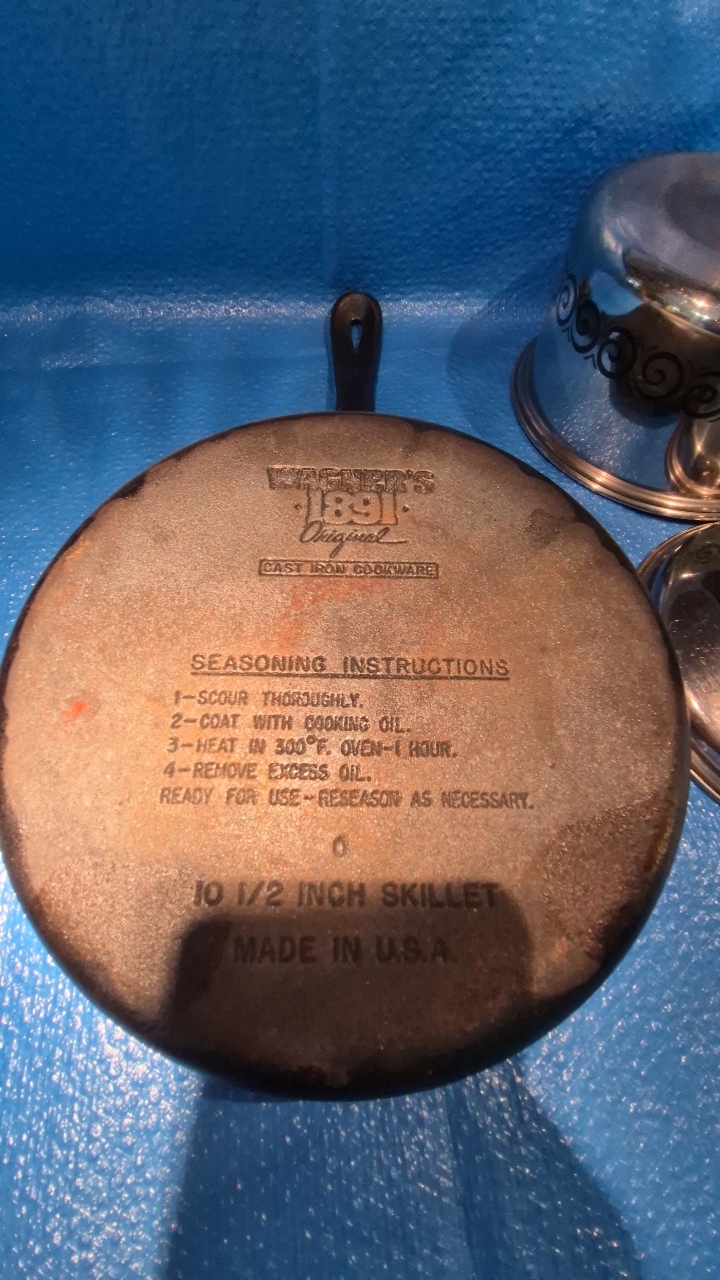 WAGNER'S
·1891·
Original
CAST IRON COOKWARE
SEASONING INSTRUCTIONS
1-SCOUR THOROUGHLY.
2-COAT WITH COOKING OIL.
3-HEAT IN 300°F. OVEN-1 HOUR.
4-REMOVE EXCESS OIL.
READY FOR USE-RESEASON AS NECESSARY.
0
10 1/2 INCH SKILLET
MADE IN U.S.A.